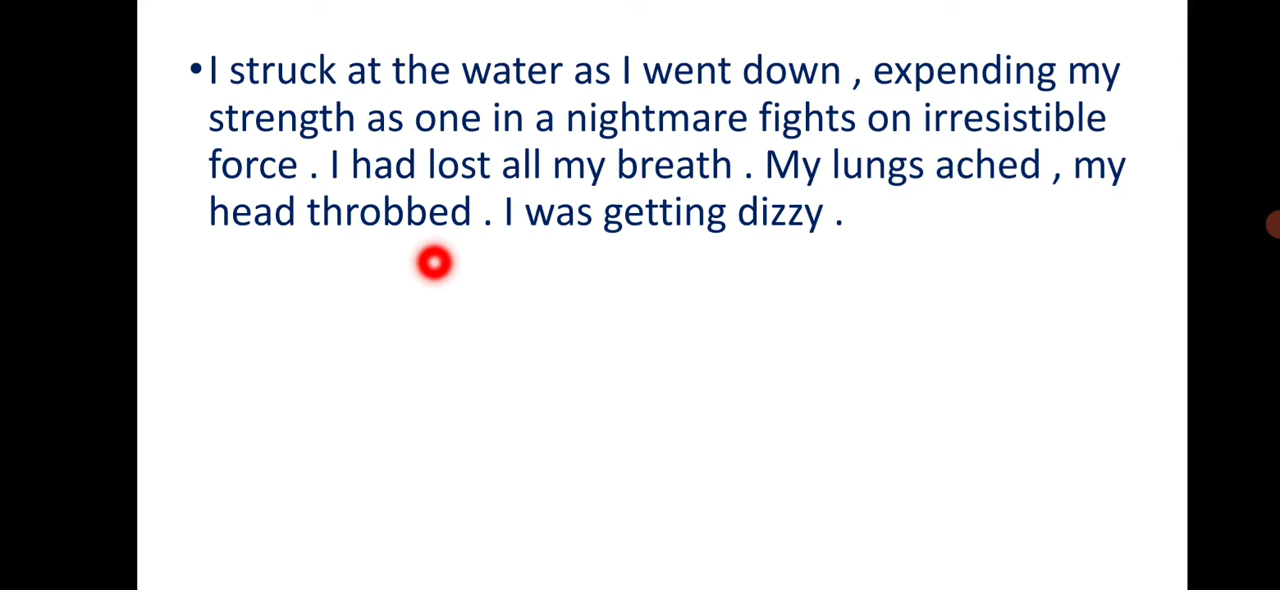 •I struck at the water as I went down , expending my
strength as one in a nightmare fights on irresistible
force . I had lost all my breath . My lungs ached , my
head throbbed . I was getting dizzy .